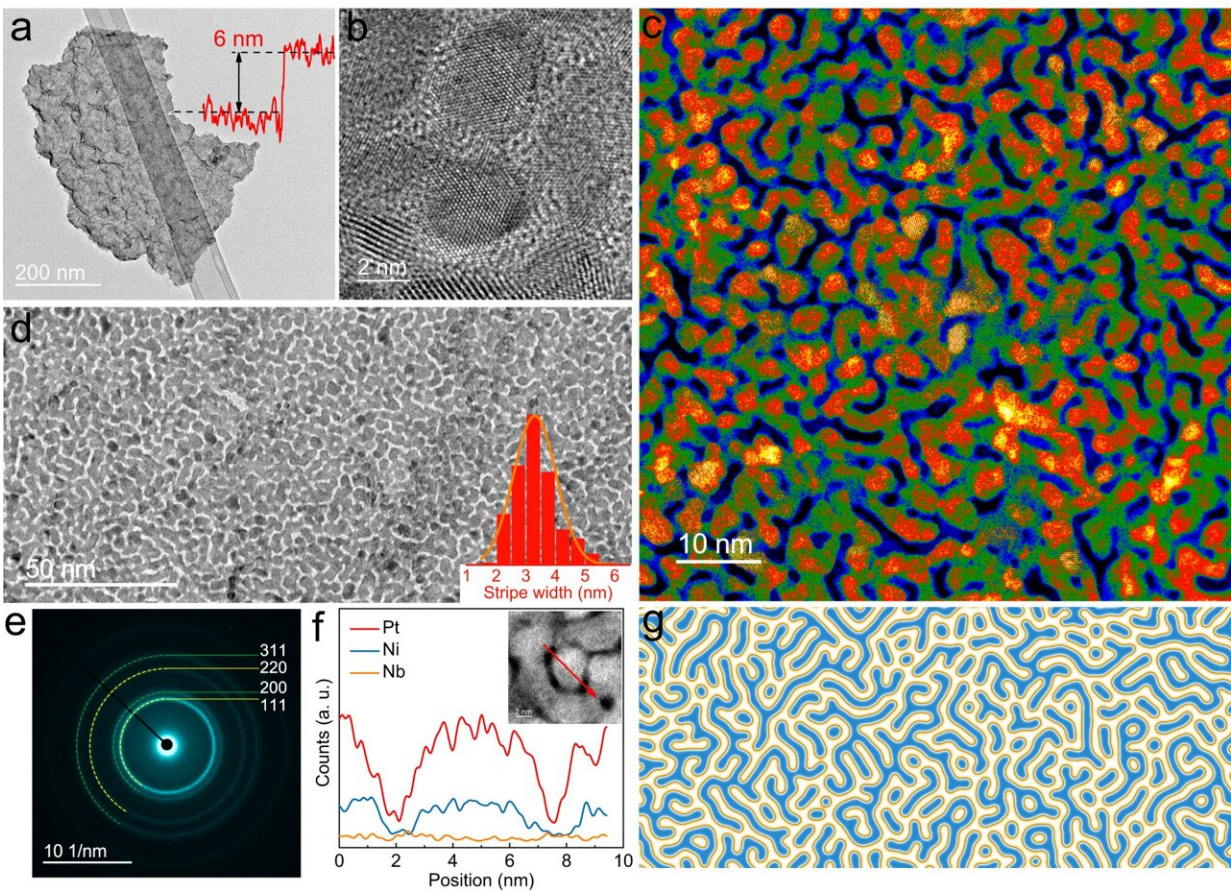 a
6 nm
200 nm
b
2 nm
c
10 nm
d
50 nm
1 2 3 4 5 6
Stripe width (nm)
e
311
220
200
111
10 1/nm
f
Pt
Ni
Nb
2 nm
Counts (a. u.)
0 2 4 6 8 10
Position (nm)
g